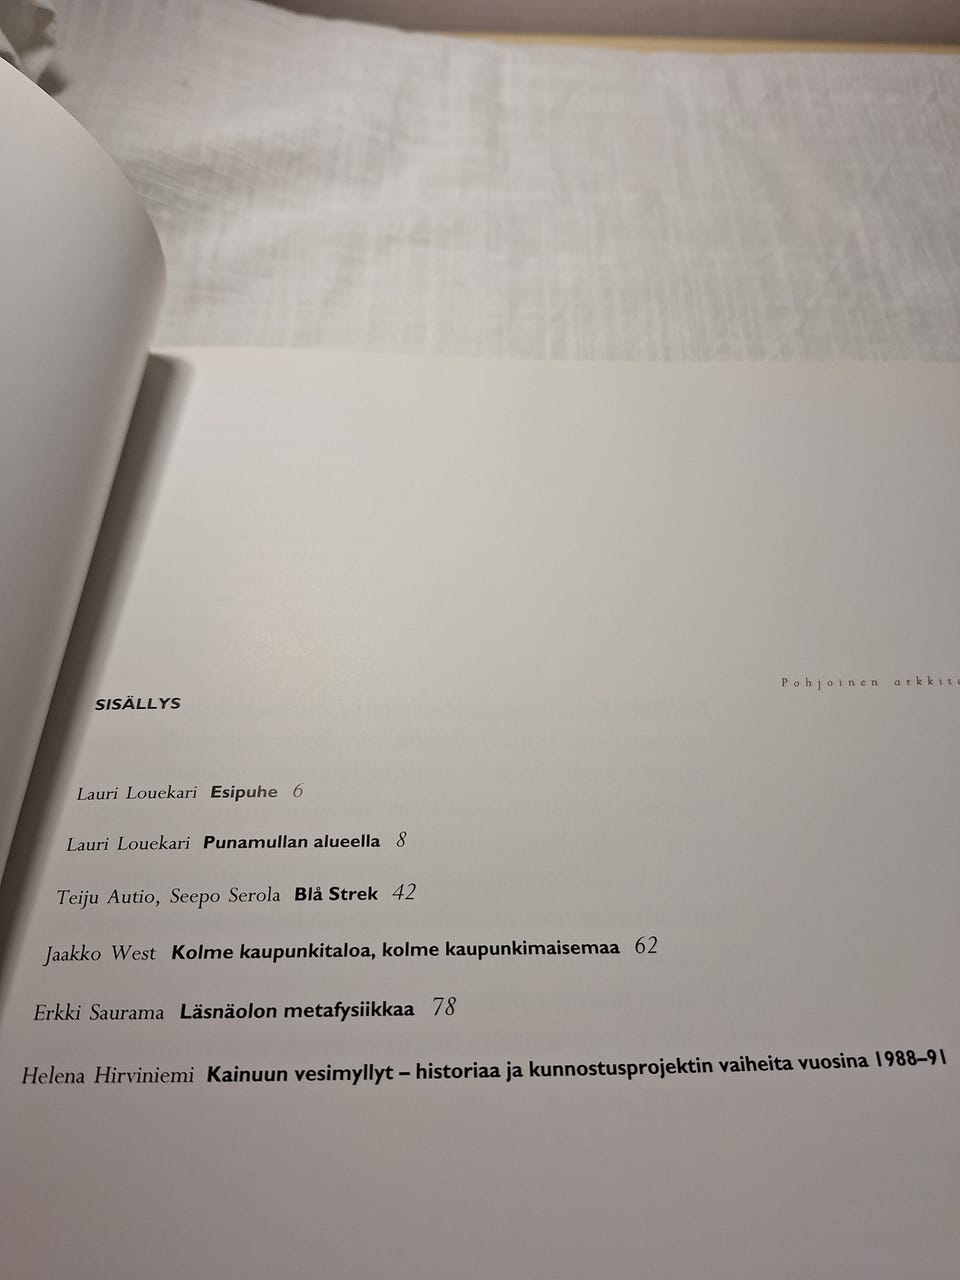 Pohjoinen
SISÄLLYS
Lauri Louekari Esipuhe 6
Lauri Louekari Punamullan alueella 8
Teiju Autio, Seepo Serola Blå Strek 42
Jaakko West Kolme kaupunkitaloa, kolme kaupunkimaisemaa 62
Erkki Saurama Läsnäolon metafysiikkaa 78
Helena Hirviniemi Kainuun vesimyllyt – historiaa ja kunnostusprojektin vaiheita vuosina 1988–91